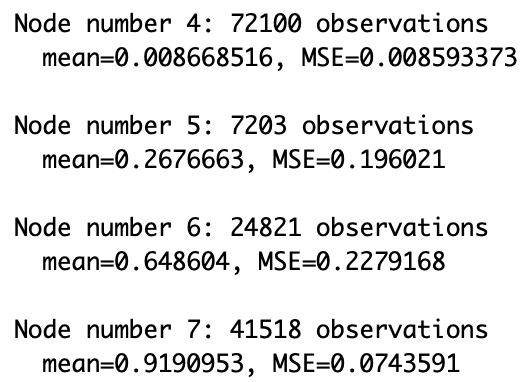 Node number 4: 72100 observations
mean=0.008668516, MSE=0.008593373
Node number 5: 7203 observations
mean=0.2676663, MSE=0.196021
Node number 6: 24821 observations
mean=0.648604, MSE=0.2279168
Node number 7: 41518 observations
mean=0.9190953, MSE=0.0743591